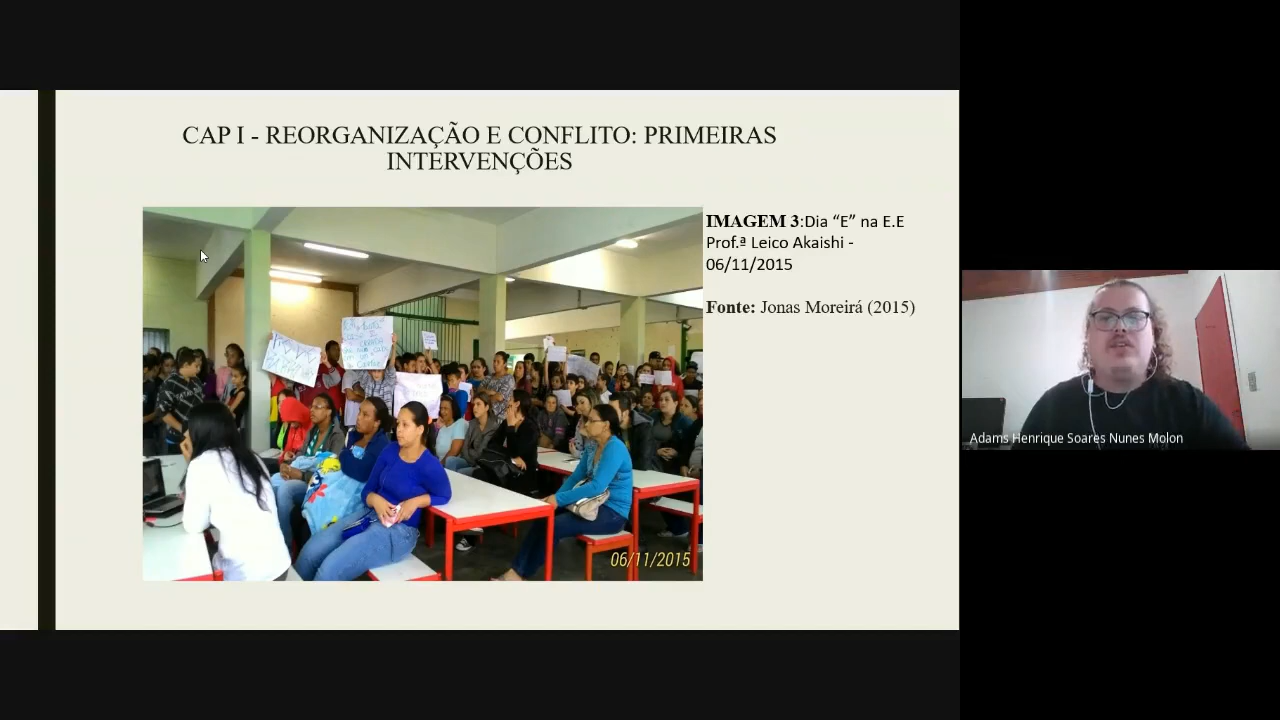 CAP I - REORGANIZAÇÃO E CONFLITO: PRIMEIRAS
INTERVENÇÕES
IMAGEM 3:Dia “E” na E.E
Prof.ª Leico Akaishi -
06/11/2015
Fonte: Jonas Moreirá (2015)
06/11/2015
Adams Henrique Soares Nunes Molon